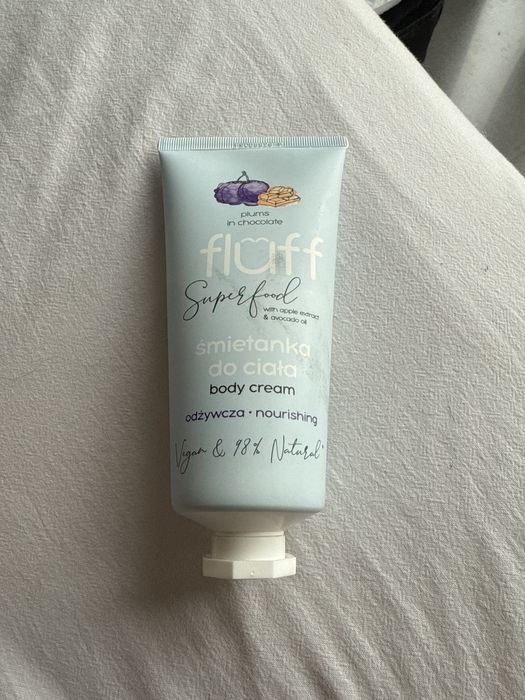 plums
in chocolate
fluff
Superfood
with apple extract
& avocado oil
śmietanka
do ciała
body cream
odżywcza • nourishing
Vegan & 98% Natural*